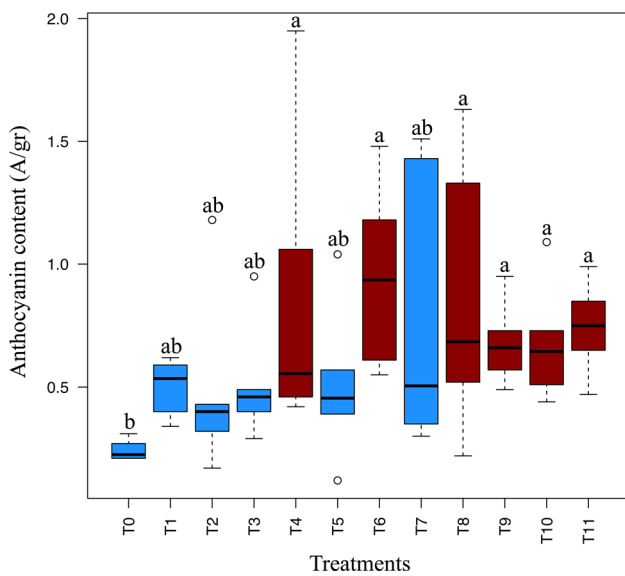 2.0
1.5
1.0
0.5
Anthocyanin content (A/gr)
b
ab
ab
ab
a
ab
a
ab
a
a
a
a
T0
T1
T2
T3
T4
T5
T6
T7
T8
T9
T10
T11
Treatments